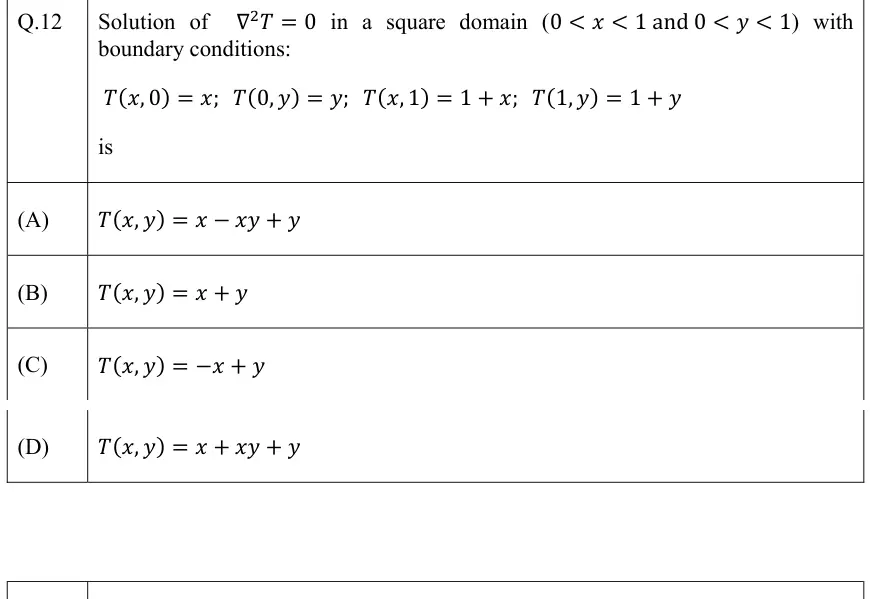 Q.12 Solution of ∇²T = 0 in a square domain (0 < x < 1 and 0 < y < 1) with
boundary conditions:
T(x, 0) = x; T(0, y) = y; T(x, 1) = 1 + x; T(1, y) = 1 + y
is
(A) T(x, y) = x − xy + y
(B) T(x, y) = x + y
(C) T(x, y) = −x + y
(D) T(x, y) = x + xy + y